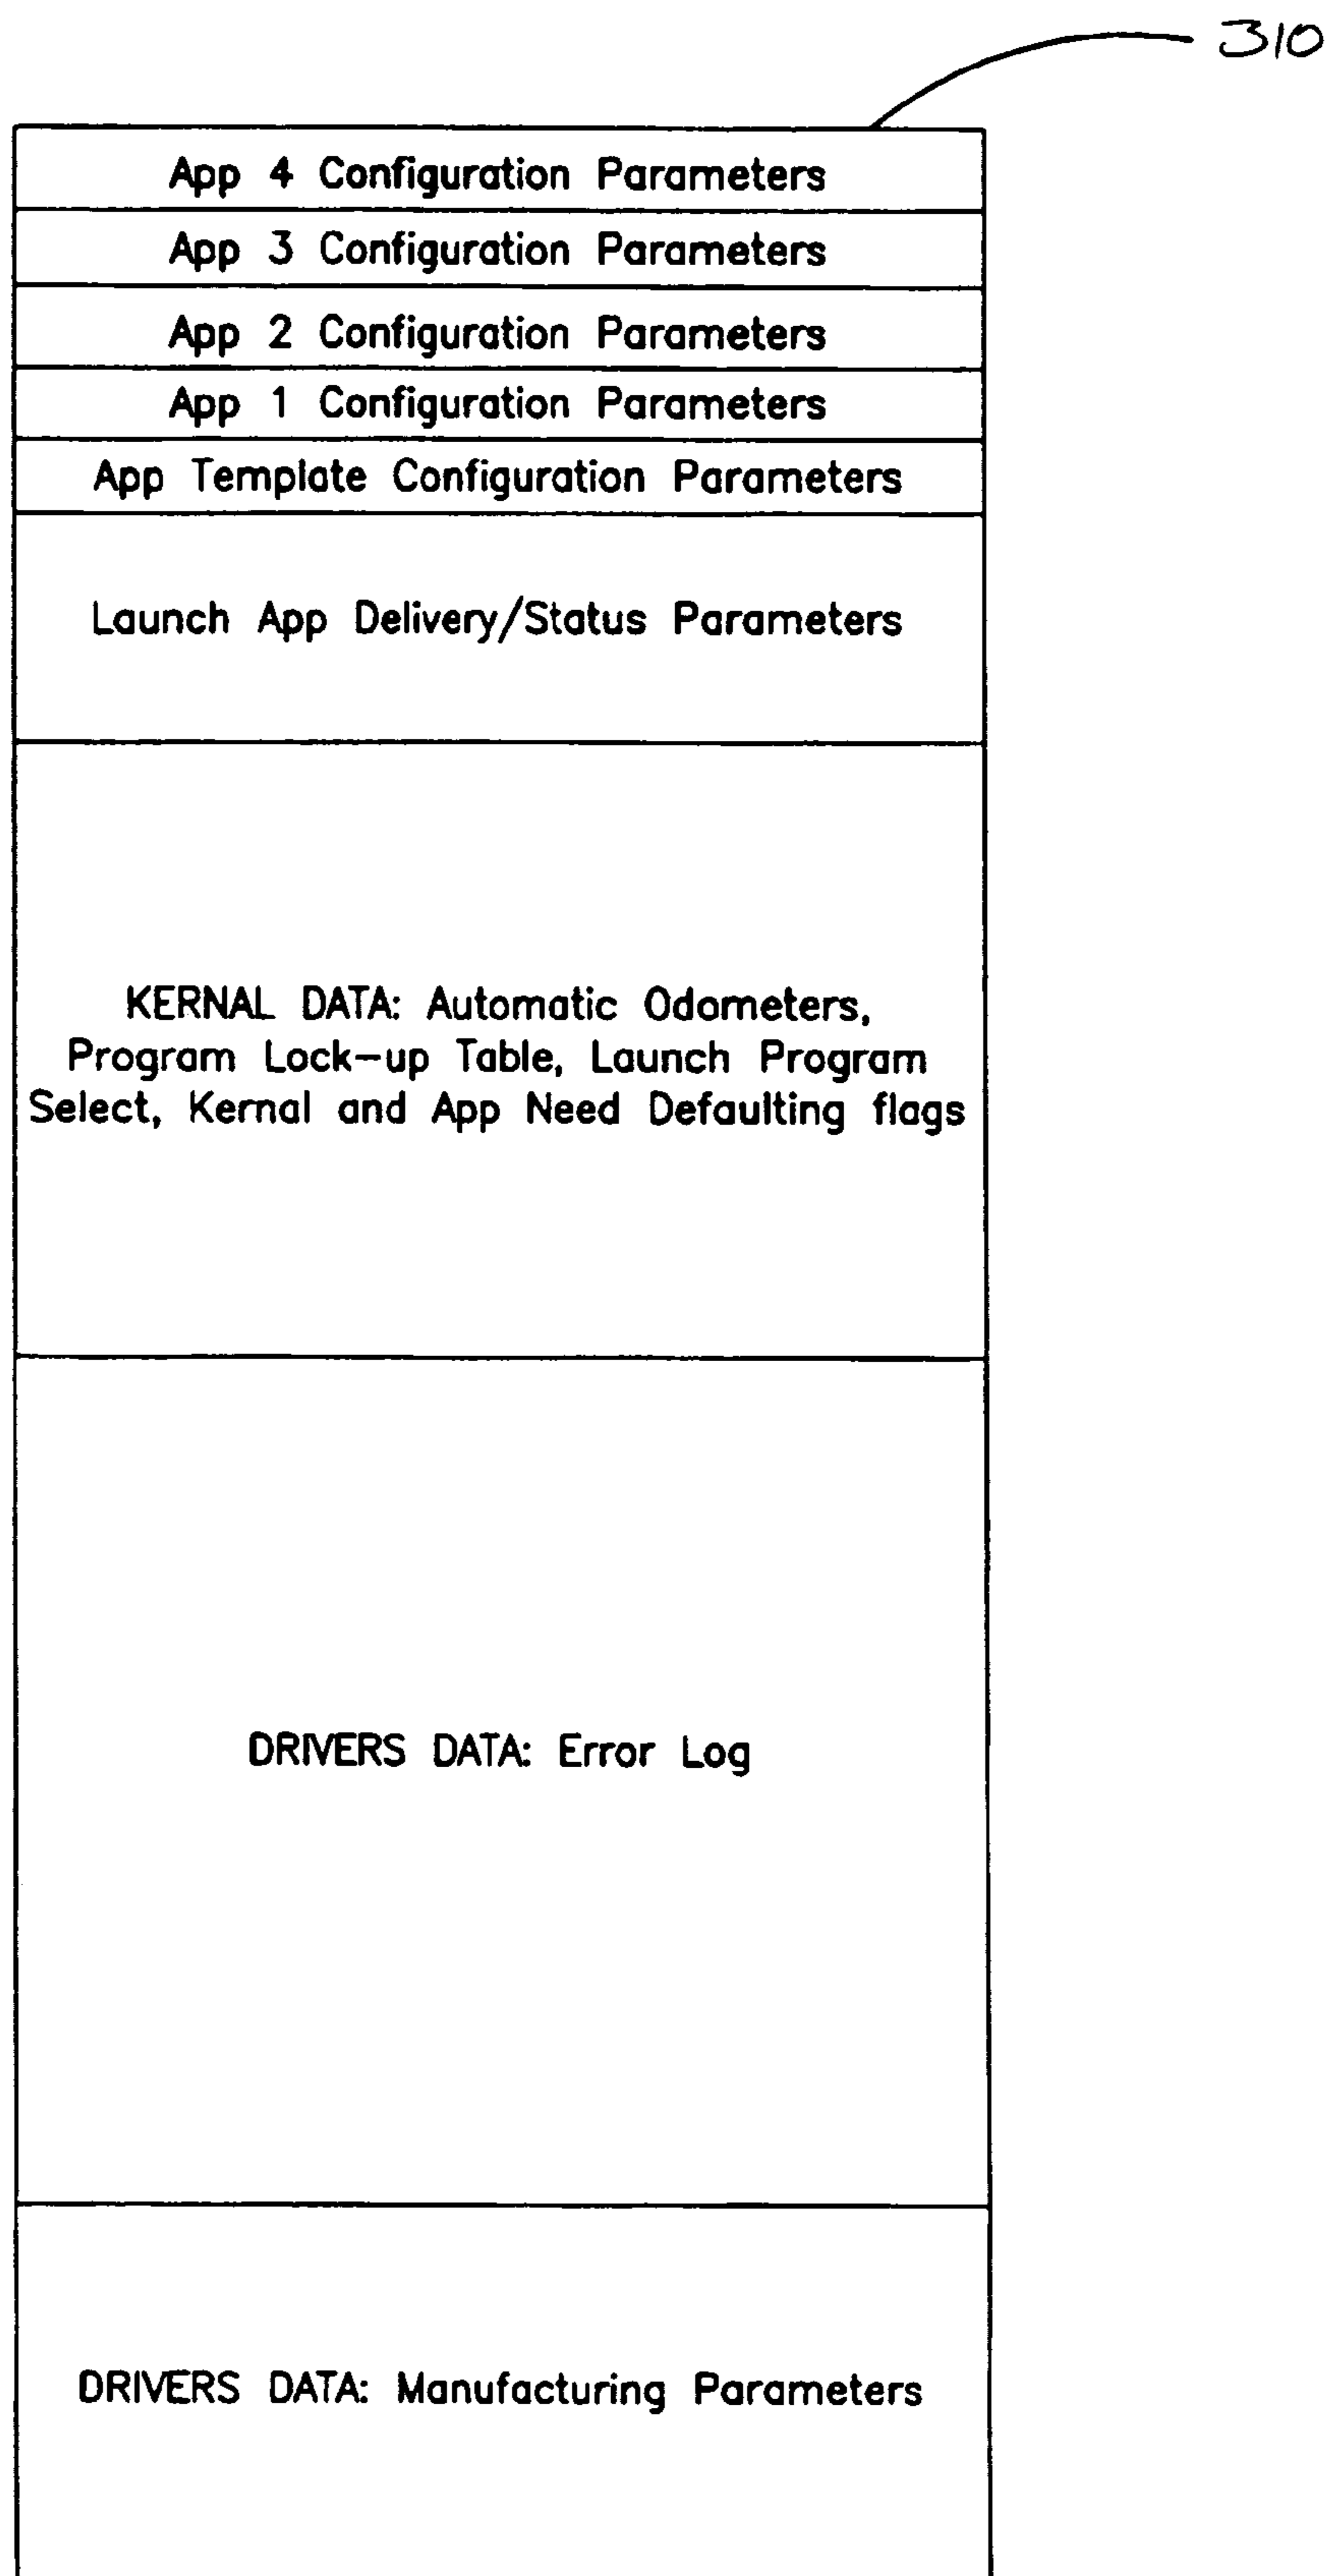 310
App 4 Configuration Parameters
App 3 Configuration Parameters
App 2 Configuration Parameters
App 1 Configuration Parameters
App Template Configuration Parameters
Launch App Delivery/Status Parameters
KERNAL DATA: Automatic Odometers,
Program Lock-up Table, Launch Program
Select, Kernal and App Need Defaulting flags
DRIVERS DATA: Error Log
DRIVERS DATA: Manufacturing Parameters